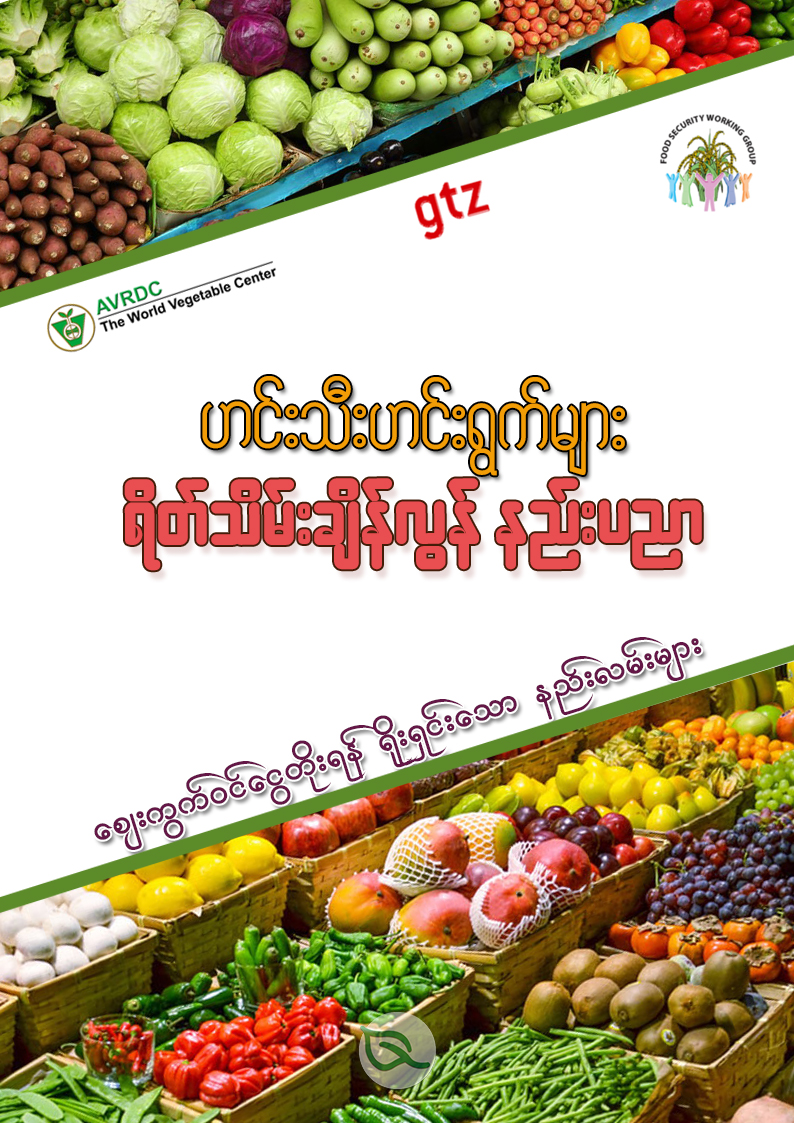 FOOD SECURITY WORKING GROUP
gtz
AVRDC
The World Vegetable Center
ဟင်းသီးဟင်းရွက်များ
ရိတ်သိမ်းချိန်လွန် နည်းပညာ
ဈေးကွက်ဝင်ငွေတိုးရန် ရိုးရှင်းသော နည်းလမ်းများ